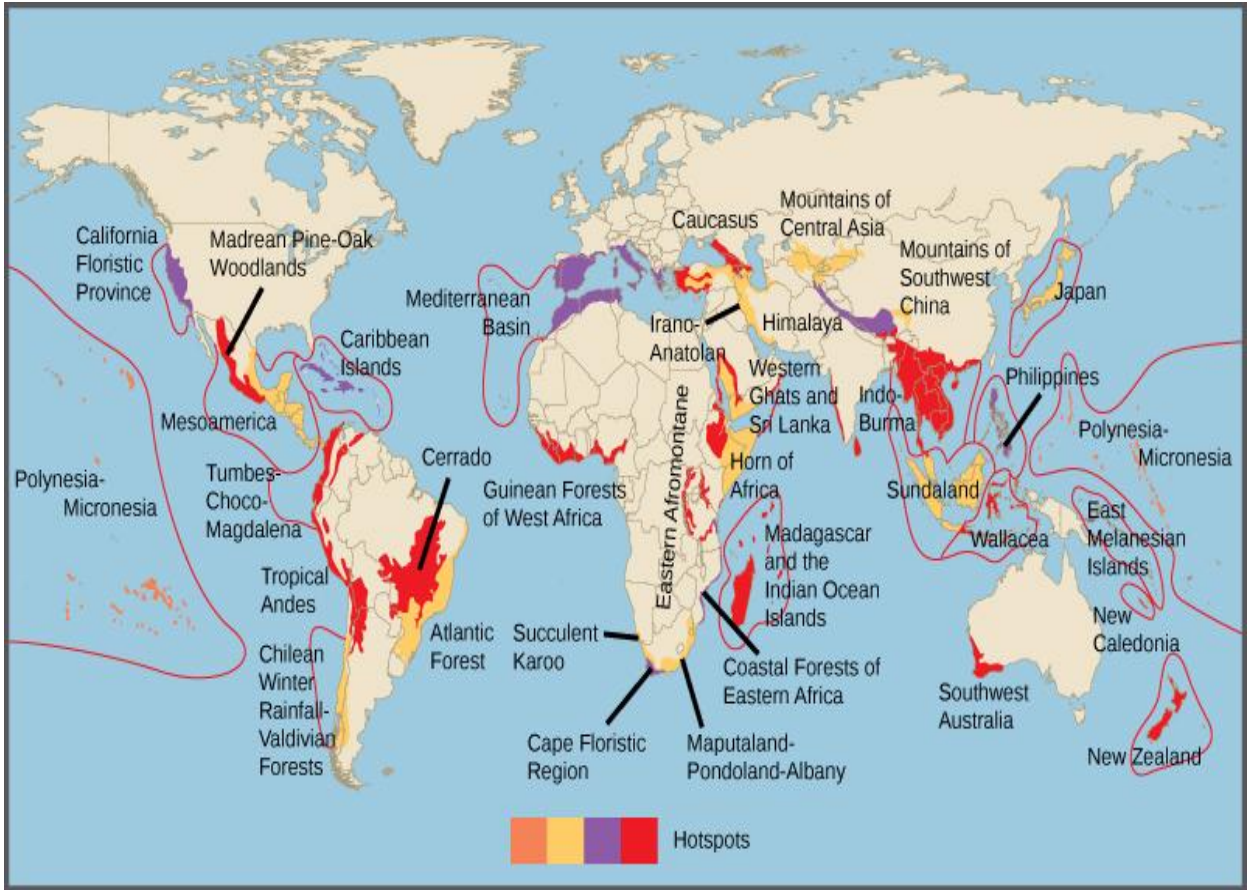 California
Floristic
Province
Madrean Pine-Oak
Woodlands
Caribbean
Islands
Mesoamerica
Polynesia-
Micronesia
Tumbes-
Choco-
Magdalena
Cerrado
Tropical
Andes
Atlantic
Forest
Chilean
Winter
Rainfall-
Valdivian
Forests
Mediterranean
Basin
Caucasus
Mountains of
Central Asia
Mountains of
Southwest
China
Japan
Irano-
Anatolan
Himalaya
Western
Ghats and
Sri Lanka
Indo-
Burma
Philippines
Polynesia-
Micronesia
Guinean Forests
of West Africa
Eastern Afromontane
Horn of
Africa
Sundaland
Wallacea
East
Melanesian
Islands
Madagascar
and the
Indian Ocean
Islands
New
Caledonia
Succulent
Karoo
Coastal Forests of
Eastern Africa
Cape Floristic
Region
Maputaland-
Pondoland-Albany
Southwest
Australia
New Zealand
Hotspots